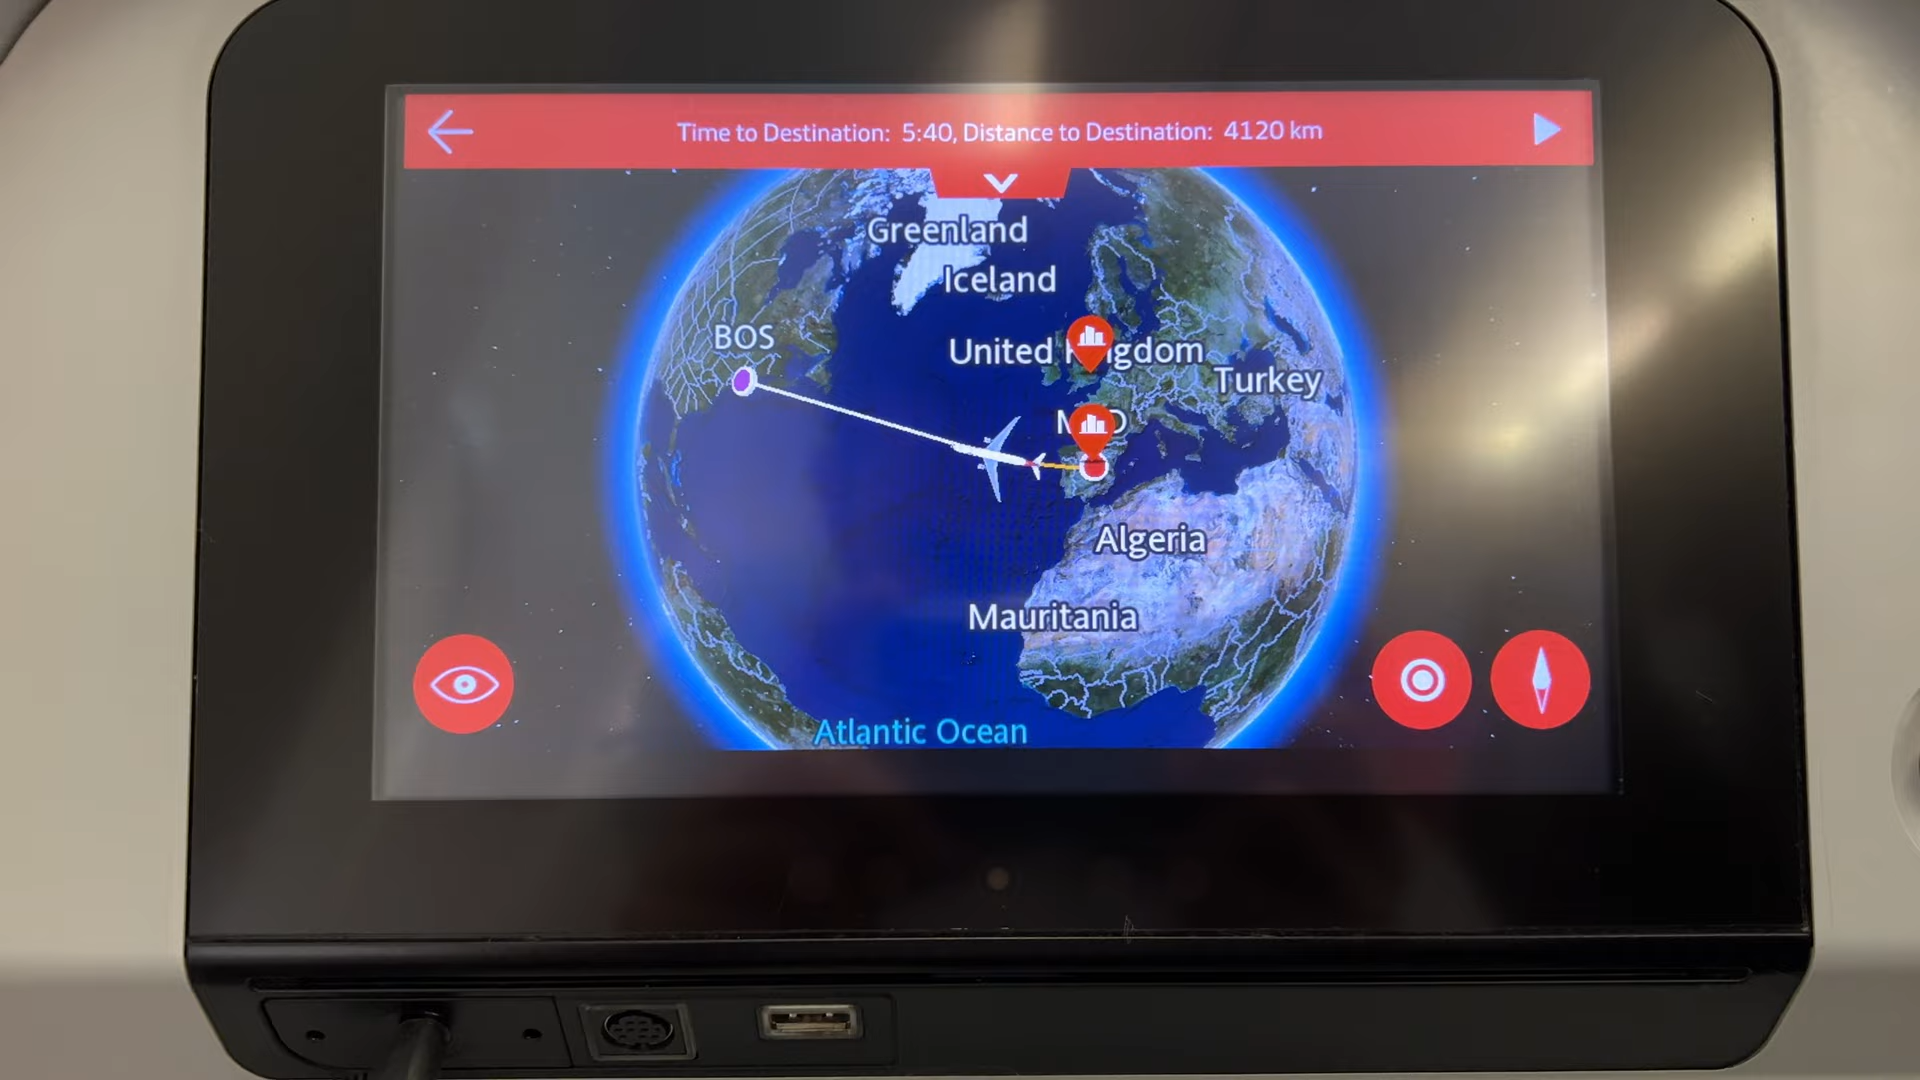 Time to Destination: 5:40, Distance to Destination: 4120 km
Greenland
Iceland
BOS
United Kingdom
Turkey
Algeria
Mauritania
Atlantic Ocean